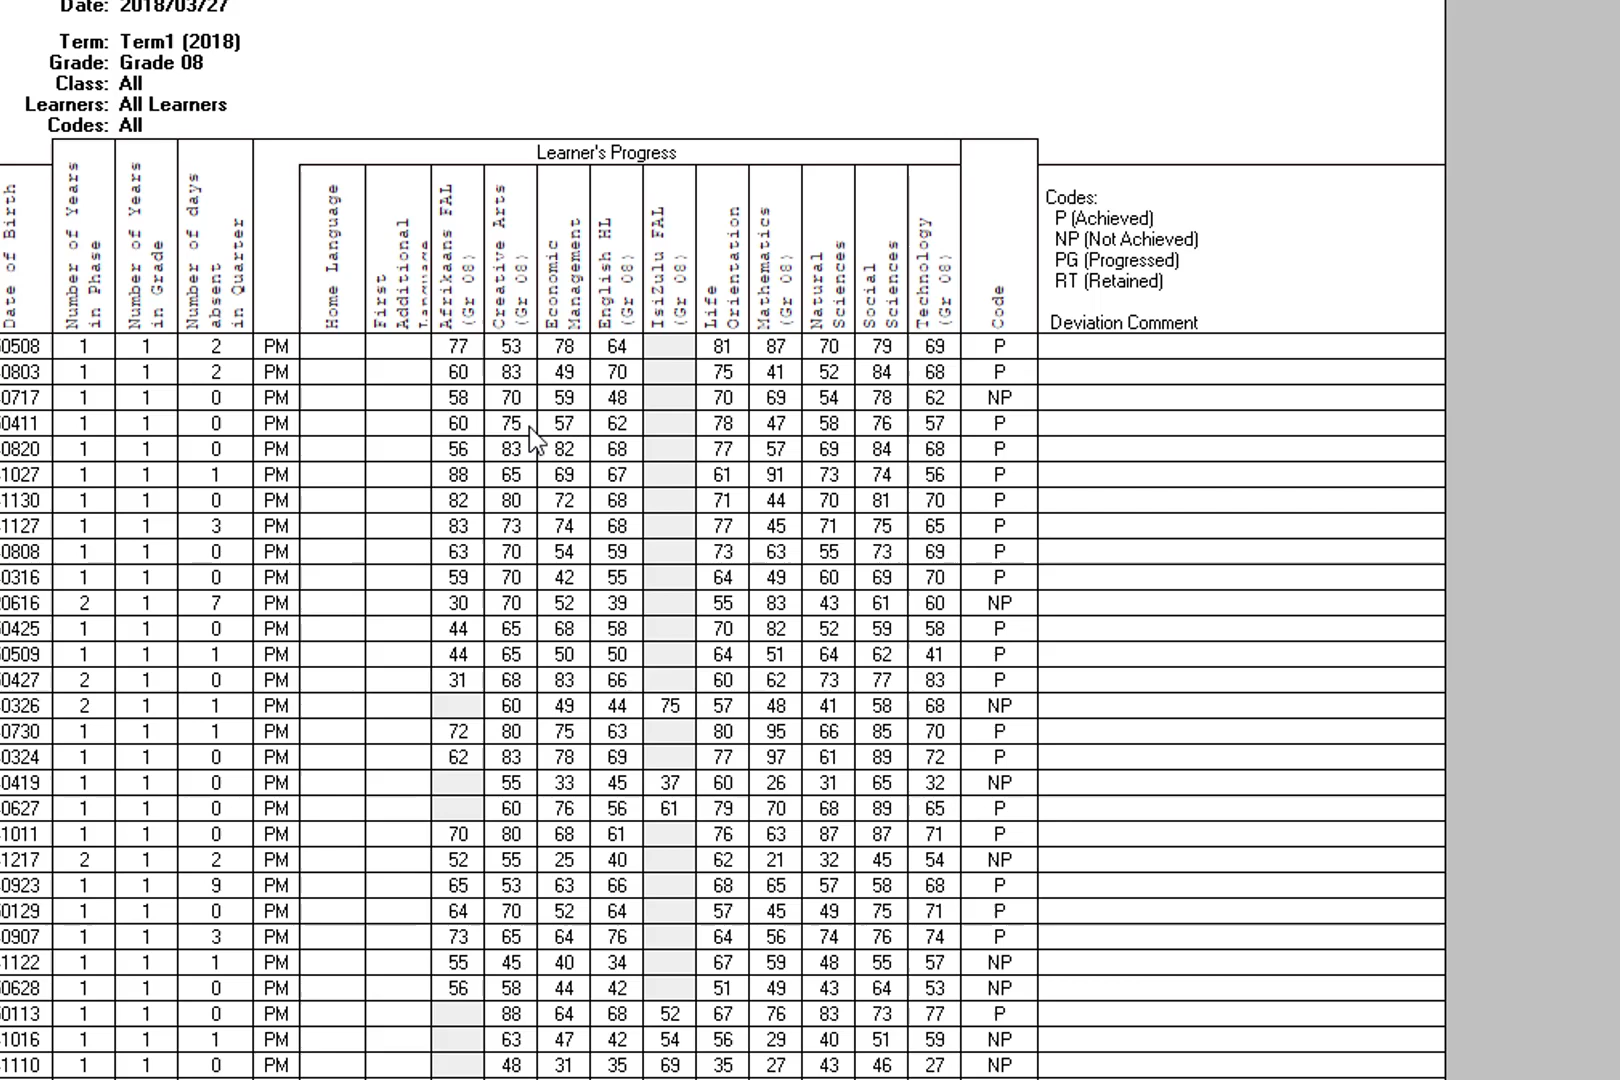 Date: 2018/03/27
Term: Term1 (2018)
Grade: Grade 08
Class: All
Learners: All Learners
Codes: All
Learner's Progress
Date of Birth
Number of Years in Phase
Number of Years in Grade
Number of days absent in Quarter
Home Language
First Additional Language
Afrikaans FAL (Gr 08)
Creative Arts (Gr 08)
Economic Management
English HL (Gr 08)
IsiZulu FAL (Gr 08)
Life Orientation
Mathematics (Gr 08)
Natural Sciences
Social Sciences
Technology (Gr 08)
Code
Codes:
P (Achieved)
NP (Not Achieved)
PG (Progressed)
RT (Retained)
Deviation Comment
0508 1 1 2 PM 77 53 78 64 81 87 70 79 69 P
0803 1 1 2 PM 60 83 49 70 75 41 52 84 68 P
0717 1 1 0 PM 58 70 59 48 70 69 54 78 62 NP
0411 1 1 0 PM 60 75 57 62 78 47 58 76 57 P
0820 1 1 0 PM 56 83 82 68 77 57 69 84 68 P
1027 1 1 1 PM 88 65 69 67 61 91 73 74 56 P
1130 1 1 0 PM 82 80 72 68 71 44 70 81 70 P
1127 1 1 3 PM 83 73 74 68 77 45 71 75 65 P
0808 1 1 0 PM 63 70 54 59 73 63 55 73 69 P
0316 1 1 0 PM 59 70 42 55 64 49 60 69 70 P
0616 2 1 7 PM 30 70 52 39 55 83 43 61 60 NP
0425 1 1 0 PM 44 65 68 58 70 82 52 59 58 P
0509 1 1 1 PM 44 65 50 50 64 51 64 62 41 P
0427 2 1 0 PM 31 68 83 66 60 62 73 77 83 P
0326 2 1 1 PM 60 49 44 75 57 48 41 58 68 NP
0730 1 1 1 PM 72 80 75 63 80 95 66 85 70 P
0324 1 1 0 PM 62 83 78 69 77 97 61 89 72 P
0419 1 1 0 PM 55 33 45 37 60 26 31 65 32 NP
0627 1 1 0 PM 60 76 56 61 79 70 68 89 65 P
1011 1 1 0 PM 70 80 68 61 76 63 87 87 71 P
1217 2 1 2 PM 52 55 25 40 62 21 32 45 54 NP
0923 1 1 9 PM 65 53 63 66 68 65 57 58 68 P
0129 1 1 0 PM 64 70 52 64 57 45 49 75 71 P
0907 1 1 3 PM 73 65 64 76 64 56 74 76 74 P
1122 1 1 1 PM 55 45 40 34 67 59 48 55 57 NP
0628 1 1 0 PM 56 58 44 42 51 49 43 64 53 NP
0113 1 1 0 PM 88 64 68 52 67 76 83 73 77 P
1016 1 1 1 PM 63 47 42 54 56 29 40 51 59 NP
1110 1 1 0 PM 48 31 35 69 35 27 43 46 27 NP